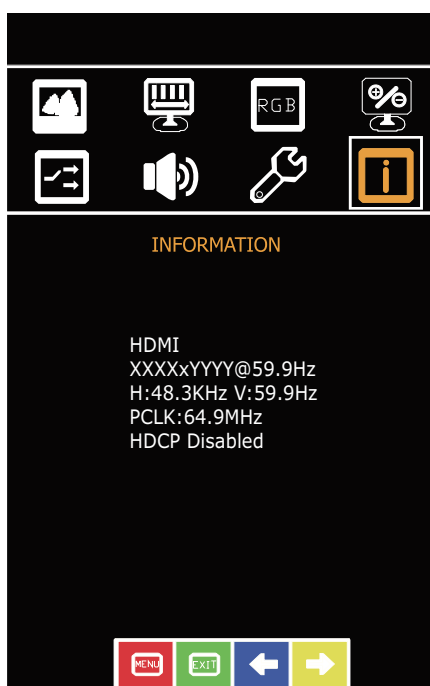 RGB
INFORMATION
HDMI
XXXXxYYYY@59.9Hz
H:48.3KHz V:59.9Hz
PCLK:64.9MHz
HDCP Disabled
MENU EXIT